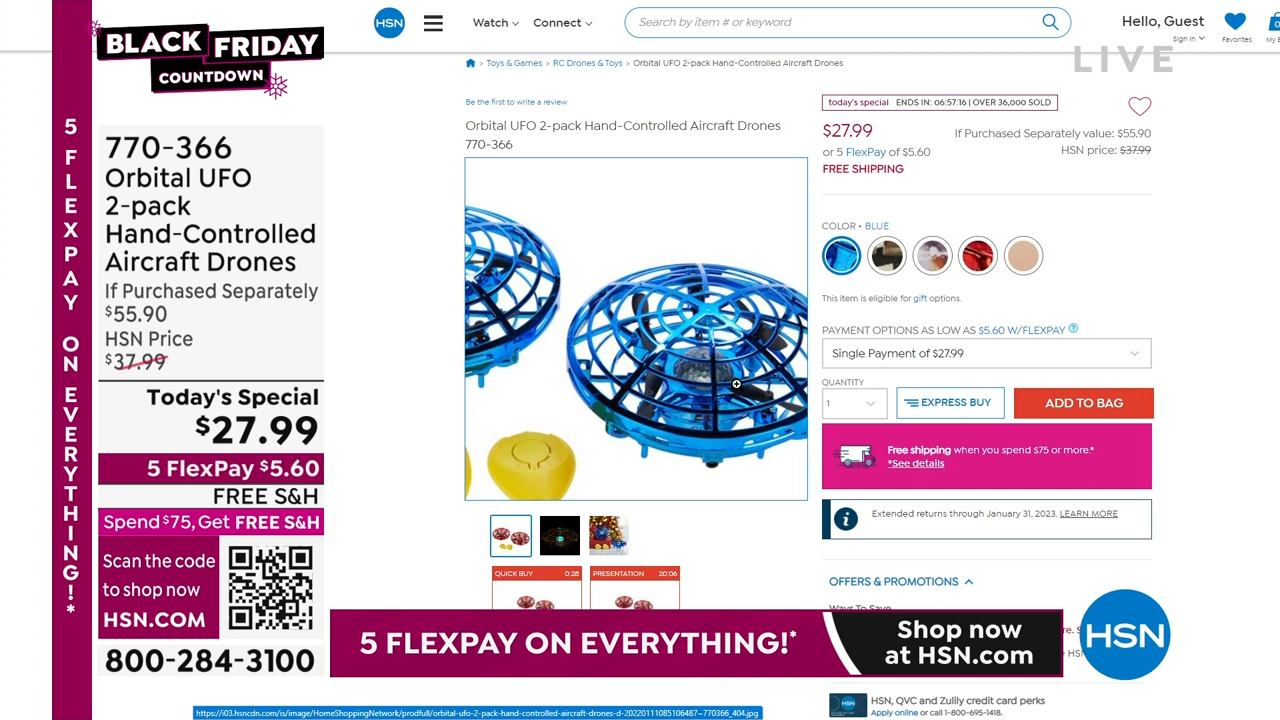 BLACK FRIDAY
COUNTDOWN
5 FLEXPAY ON EVERYTHING!*
770-366
Orbital UFO
2-pack
Hand-Controlled
Aircraft Drones
If Purchased Separately
$55.90
HSN Price
$37.99
Today's Special
$27.99
5 FlexPay $5.60
FREE S&H
Spend $75, Get FREE S&H
Scan the code
to shop now
HSN.COM
800-284-3100
HSN
Watch
Connect
Search by item # or keyword
Hello, Guest
Sign In
Favorites
0
My
LIVE
> Toys & Games > RC Drones & Toys > Orbital UFO 2-pack Hand-Controlled Aircraft Drones
Be the first to write a review
Orbital UFO 2-pack Hand-Controlled Aircraft Drones
770-366
QUICK BUY 0:28
PRESENTATION 20:06
today's special ENDS IN: 06:57:16 | OVER 36,000 SOLD
$27.99
If Purchased Separately value: $55.90
or 5 FlexPay of $5.60
HSN price: $37.99
FREE SHIPPING
COLOR • BLUE
This item is eligible for gift options.
PAYMENT OPTIONS AS LOW AS $5.60 W/FLEXPAY ?
Single Payment of $27.99
QUANTITY
1
EXPRESS BUY
ADD TO BAG
Free shipping when you spend $75 or more.*
*See details
i
Extended returns through January 31, 2023. LEARN MORE
OFFERS & PROMOTIONS
Ways To Save
5 FLEXPAY ON EVERYTHING!*
Shop now
at HSN.com
HSN
HSN, QVC and Zulily credit card perks
Apply online or call 1-800-695-1418.
https://i03.hsncdn.com/is/image/HomeShoppingNetwork/prodfull/orbital-ufo-2-pack-hand-controlled-aircraft-drones-d-20220111085106487~770366_404.jpg